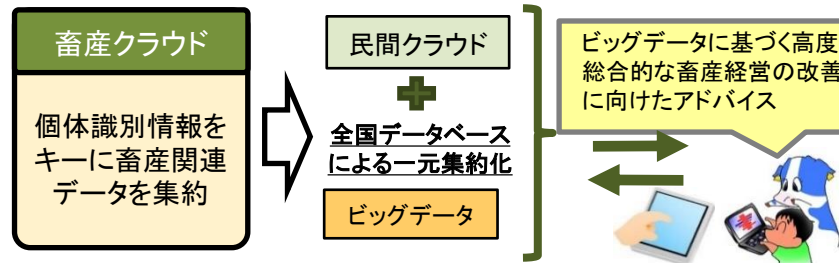 畜産クラウド
個体識別情報を
キーに畜産関連
データを集約
民間クラウド
全国データベース
による一元集約化
ビッグデータ
ビッグデータに基づく高度
総合的な畜産経営の改善
に向けたアドバイス